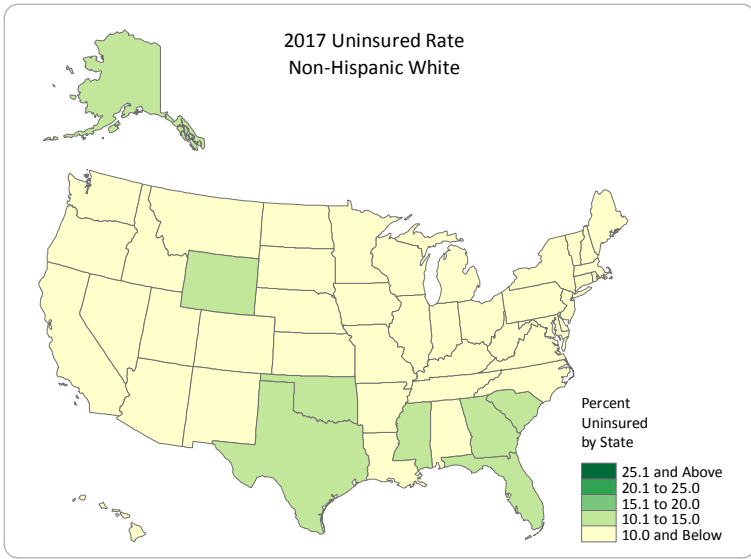 2017 Uninsured Rate
Non-Hispanic White
Percent
Uninsured
by State
25.1 and Above
20.1 to 25.0
15.1 to 20.0
10.1 to 15.0
10.0 and Below